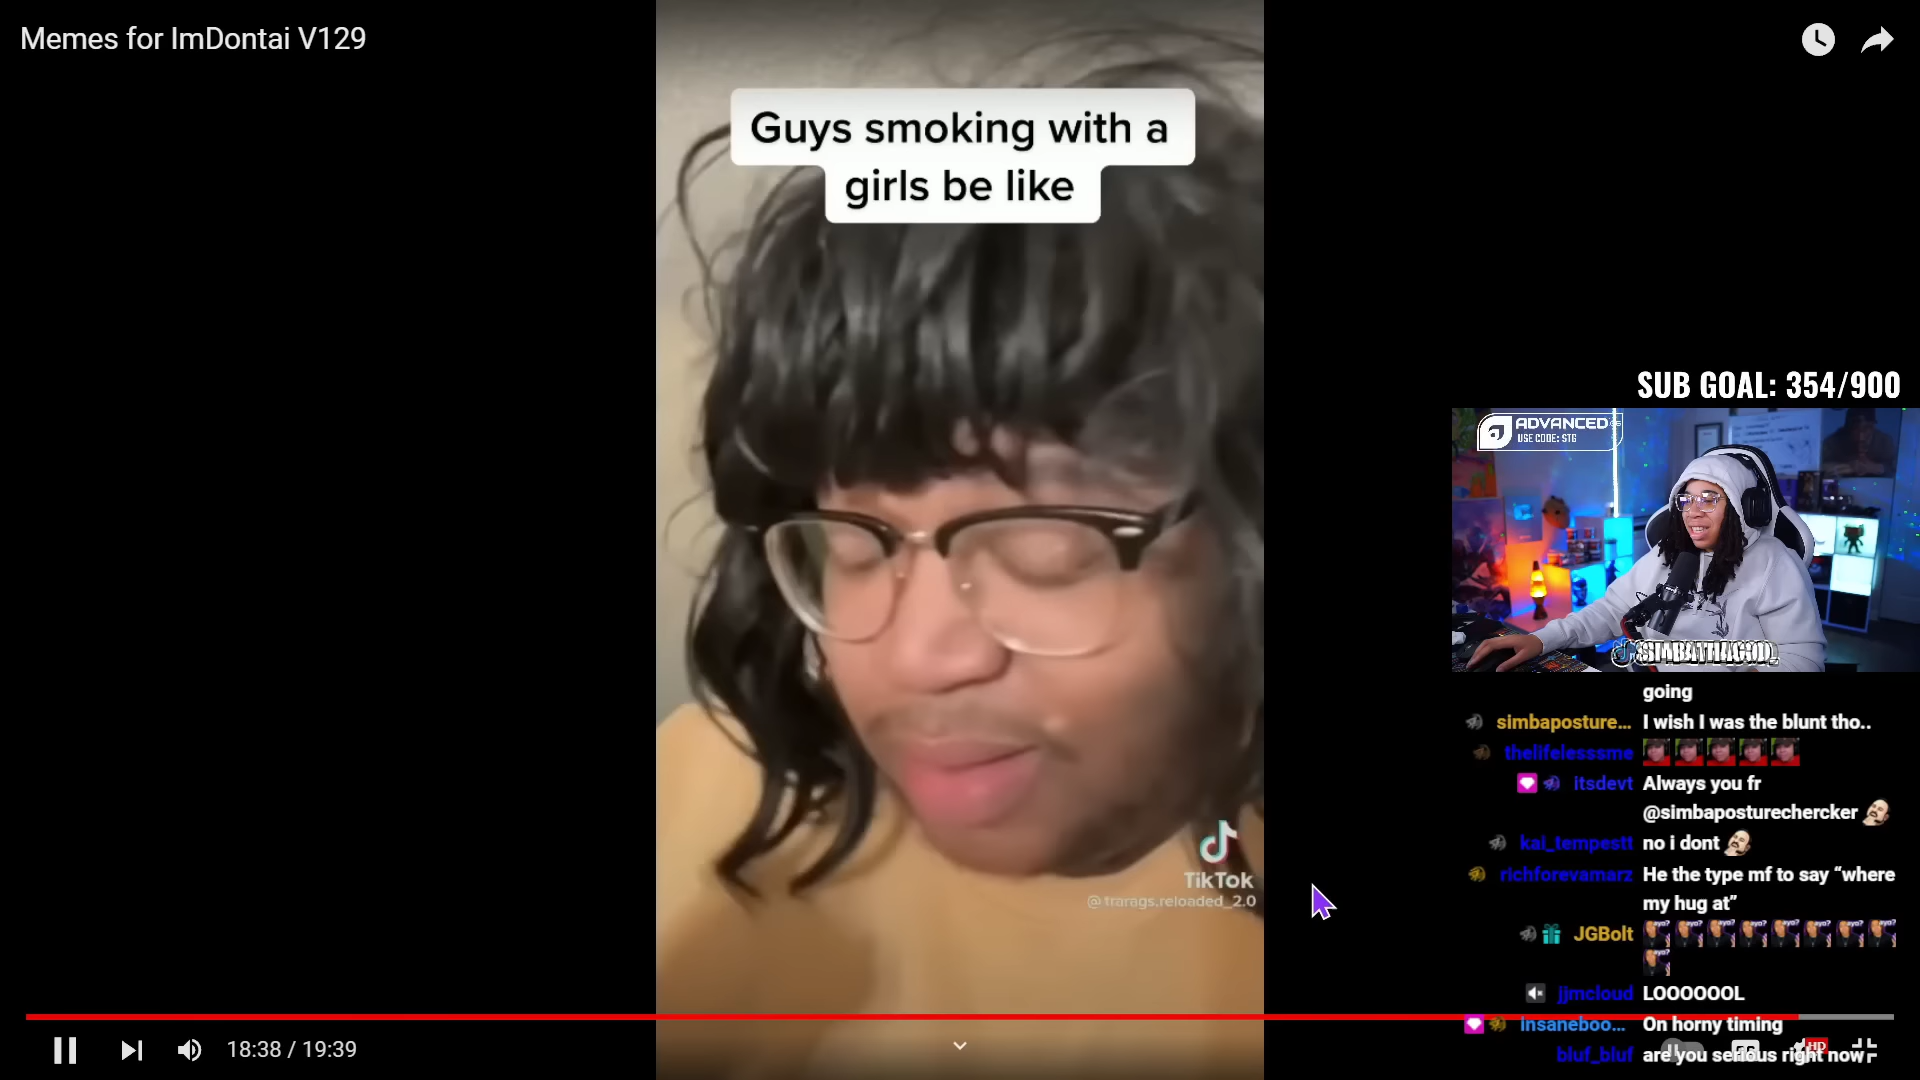 Memes for ImDontai V129
Guys smoking with a
girls be like
SUB GOAL: 354/900
ADVANCED
USE CODE: STG
SIMBATHAGOD_
going
simbaposture... I wish I was the blunt tho..
thelifelesssme
itsdevt Always you fr
@simbaposturechercker
kai_tempestt no i dont
richforevamarz He the type mf to say “where
my hug at”
JGBolt
jjmcloud LOOOOOOL
insaneboo... On horny timing
bluf_bluf are you serious right now
TikTok
@trarags.reloaded_2.0
18:38 / 19:39
HD